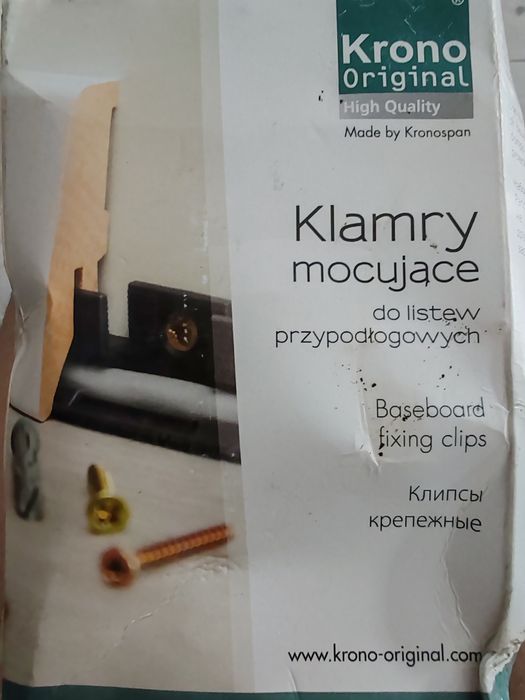 ®
Krono
Original
High Quality
Made by Kronospan
Klamry
mocujące
do listew
przypodłogowych
Baseboard
fixing clips
Клипсы
крепежные
www.krono-original.com